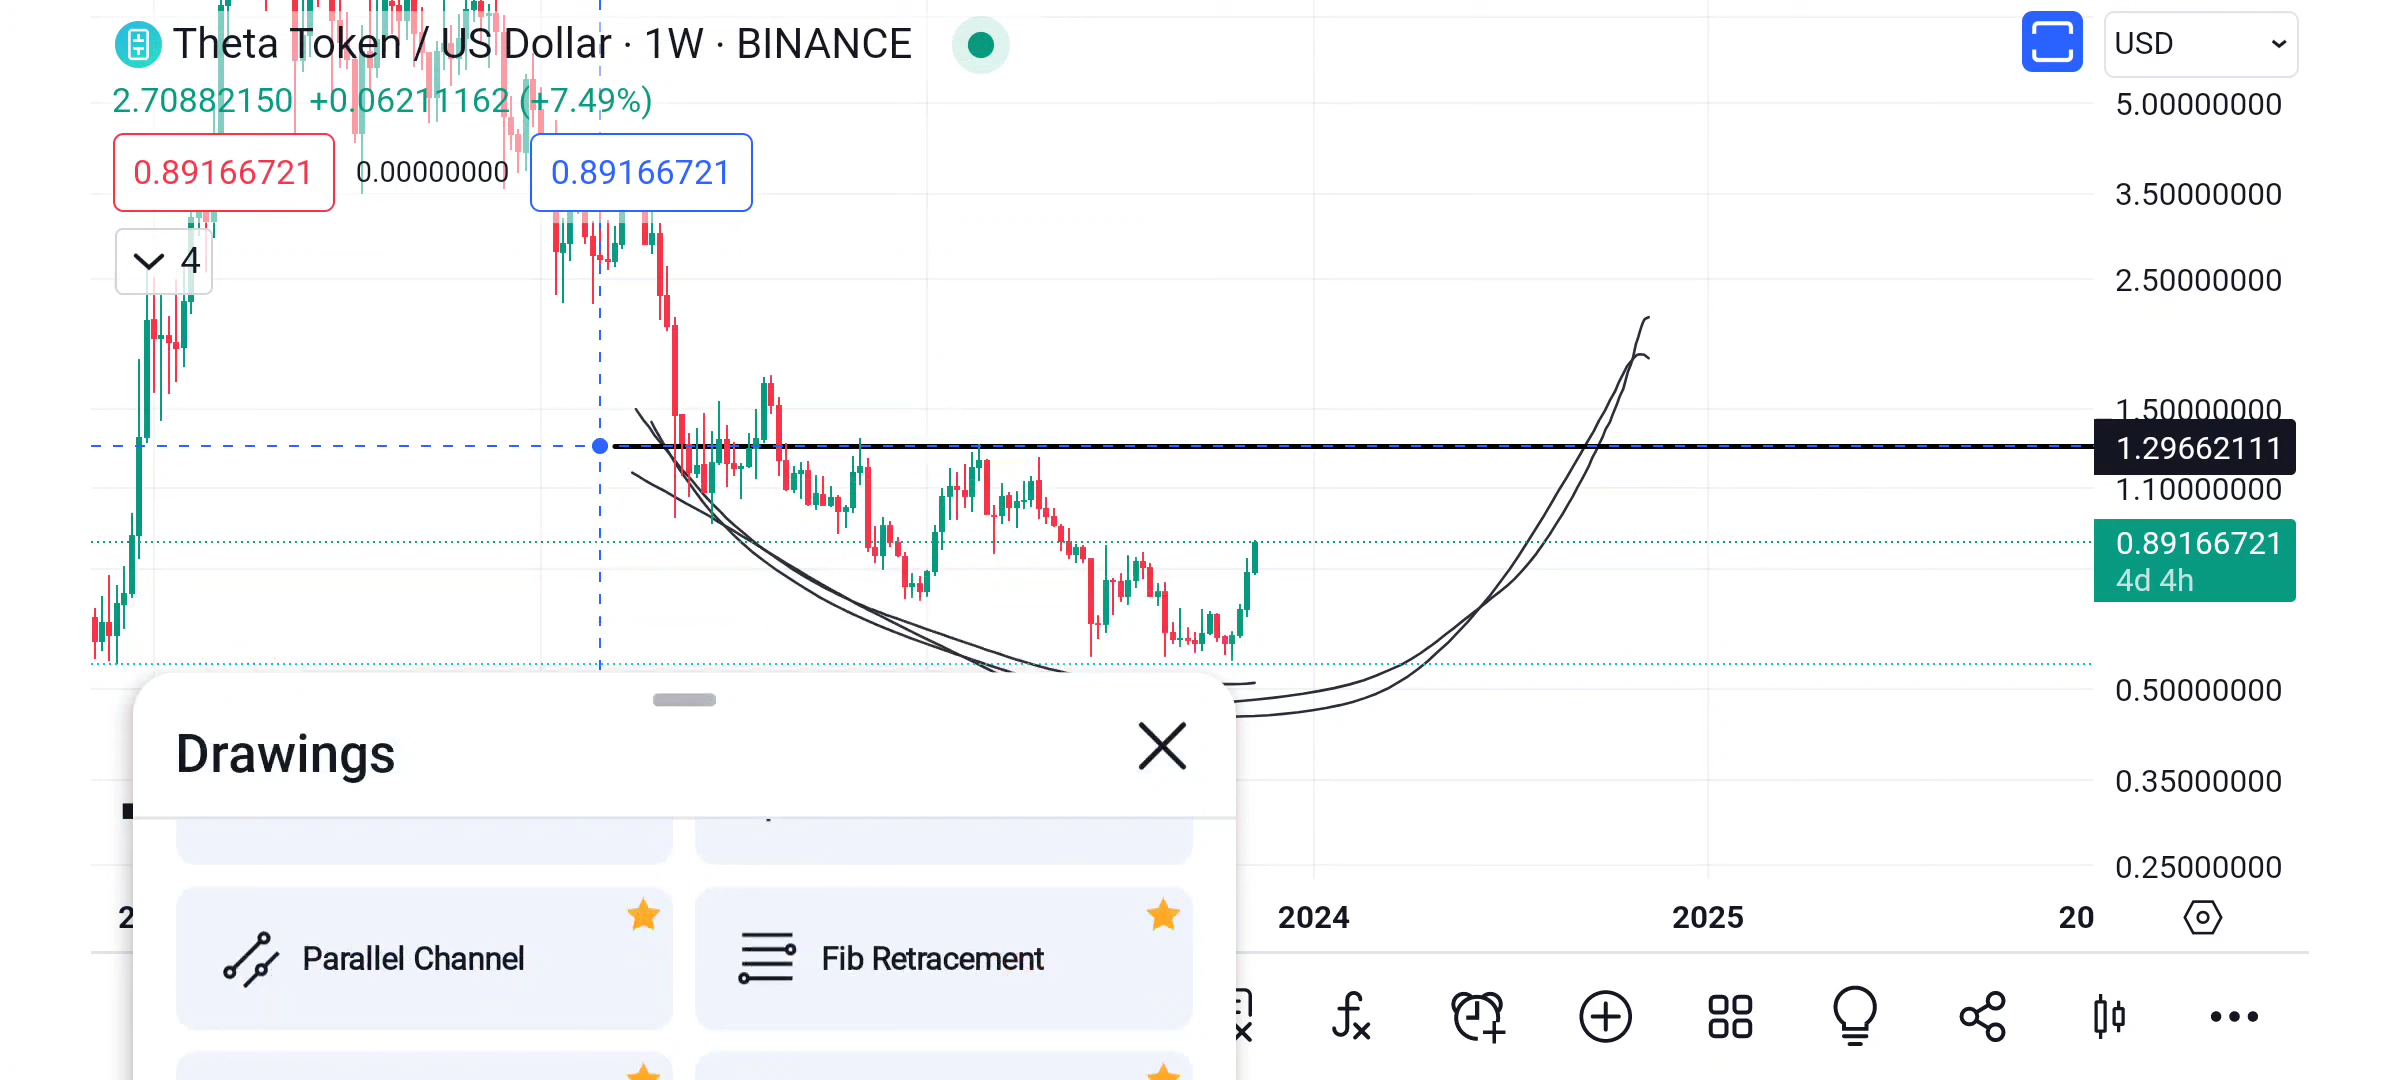 Theta Token / US Dollar · 1W · BINANCE
USD
2.70882150 +0.06211162 (+7.49%)
5.00000000
0.89166721 0.00000000 0.89166721
3.50000000
4
2.50000000
1.50000000
1.29662111
1.10000000
0.89166721
4d 4h
0.50000000
Drawings
0.35000000
0.25000000
2 2024 2025 20
Parallel Channel
Fib Retracement